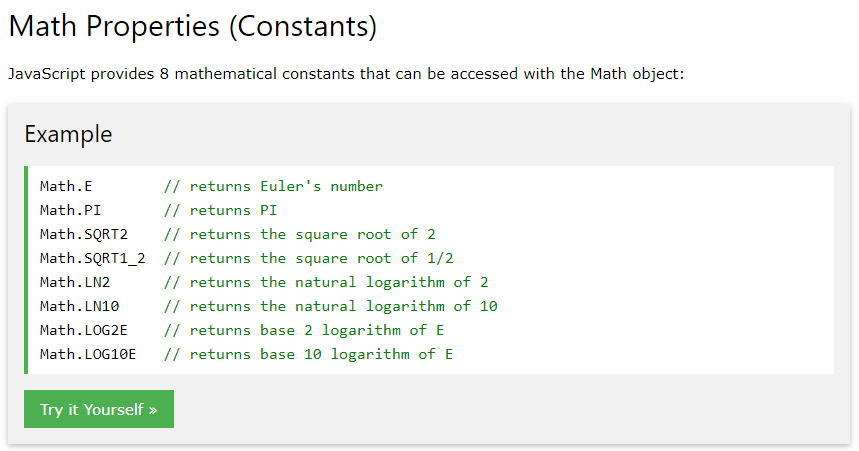 Math Properties (Constants)
JavaScript provides 8 mathematical constants that can be accessed with the Math object:
Example
Math.E        // returns Euler's number
Math.PI       // returns PI
Math.SQRT2    // returns the square root of 2
Math.SQRT1_2  // returns the square root of 1/2
Math.LN2      // returns the natural logarithm of 2
Math.LN10     // returns the natural logarithm of 10
Math.LOG2E    // returns base 2 logarithm of E
Math.LOG10E   // returns base 10 logarithm of E
Try it Yourself »